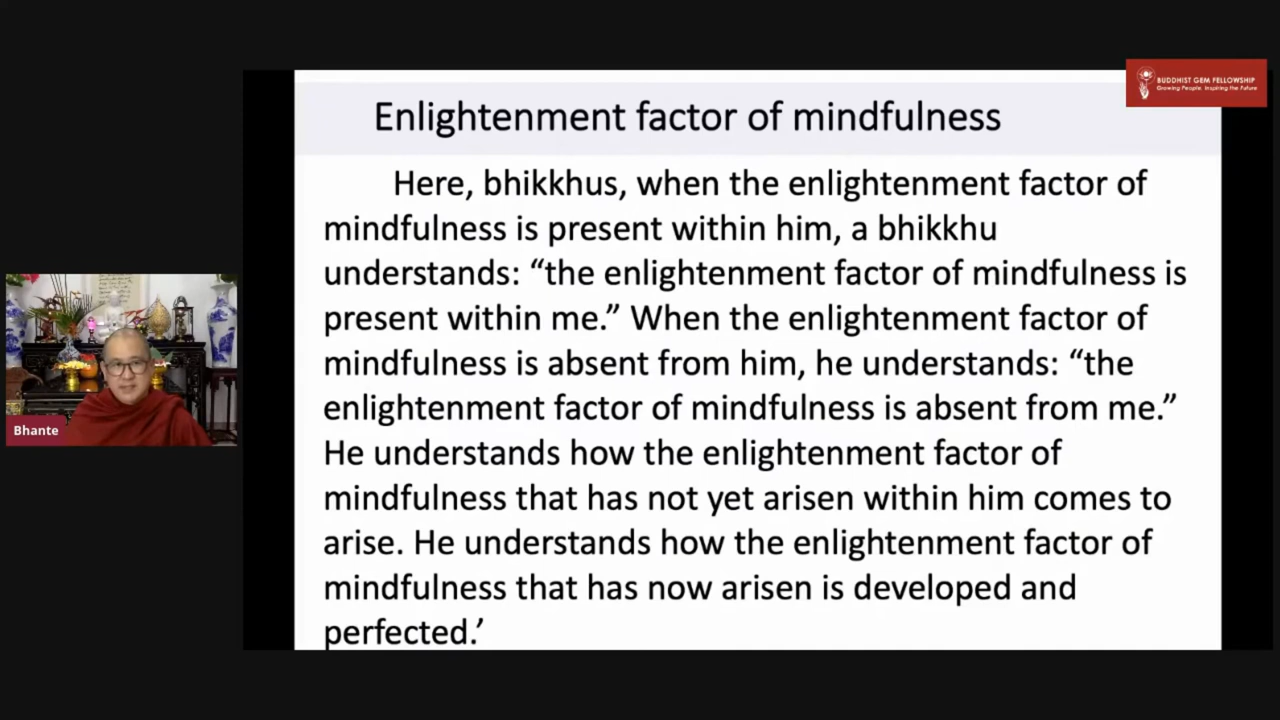 BUDDHIST GEM FELLOWSHIP
Growing People, Inspiring the Future
Enlightenment factor of mindfulness
Here, bhikkhus, when the enlightenment factor of
mindfulness is present within him, a bhikkhu
understands: “the enlightenment factor of mindfulness is
present within me.” When the enlightenment factor of
mindfulness is absent from him, he understands: “the
enlightenment factor of mindfulness is absent from me.”
He understands how the enlightenment factor of
mindfulness that has not yet arisen within him comes to
arise. He understands how the enlightenment factor of
mindfulness that has now arisen is developed and
perfected.’
Bhante